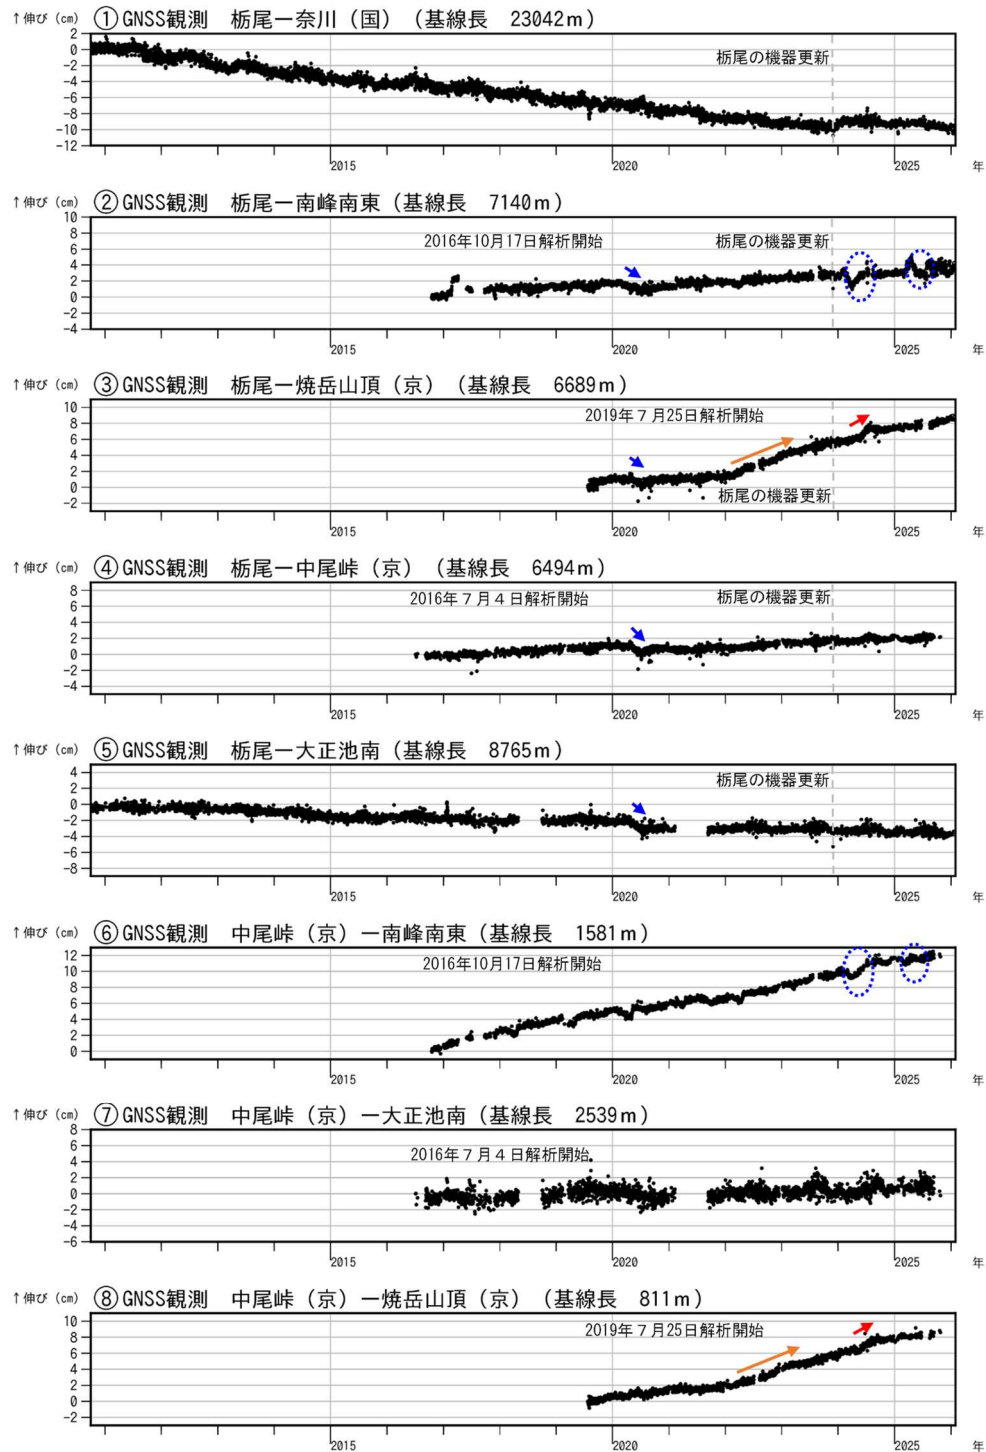 ↑伸び（cm） ①GNSS観測　栃尾－奈川（国）（基線長　23042m）
2
0
-2
-4
-6
-8
-10
-12
栃尾の機器更新
2015 2020 2025 年
↑伸び（cm） ②GNSS観測　栃尾－南峰南東（基線長　7140m）
10
8
6
4
2
0
-2
-4
2016年10月17日解析開始 栃尾の機器更新
2015 2020 2025 年
↑伸び（cm） ③GNSS観測　栃尾－焼岳山頂（京）（基線長　6689m）
10
8
6
4
2
0
-2
2019年７月25日解析開始
栃尾の機器更新
2015 2020 2025 年
↑伸び（cm） ④GNSS観測　栃尾－中尾峠（京）（基線長　6494m）
8
6
4
2
0
-2
-4
2016年７月４日解析開始 栃尾の機器更新
2015 2020 2025 年
↑伸び（cm） ⑤GNSS観測　栃尾－大正池南（基線長　8765m）
4
2
0
-2
-4
-6
-8
栃尾の機器更新
2015 2020 2025 年
↑伸び（cm） ⑥GNSS観測　中尾峠（京）－南峰南東（基線長　1581m）
12
10
8
6
4
2
0
2016年10月17日解析開始
2015 2020 2025 年
↑伸び（cm） ⑦GNSS観測　中尾峠（京）－大正池南（基線長　2539m）
8
6
4
2
0
-2
-4
-6
2016年７月４日解析開始
2015 2020 2025 年
↑伸び（cm） ⑧GNSS観測　中尾峠（京）－焼岳山頂（京）（基線長　811m）
10
8
6
4
2
0
-2
2019年７月25日解析開始
2015 2020 2025 年